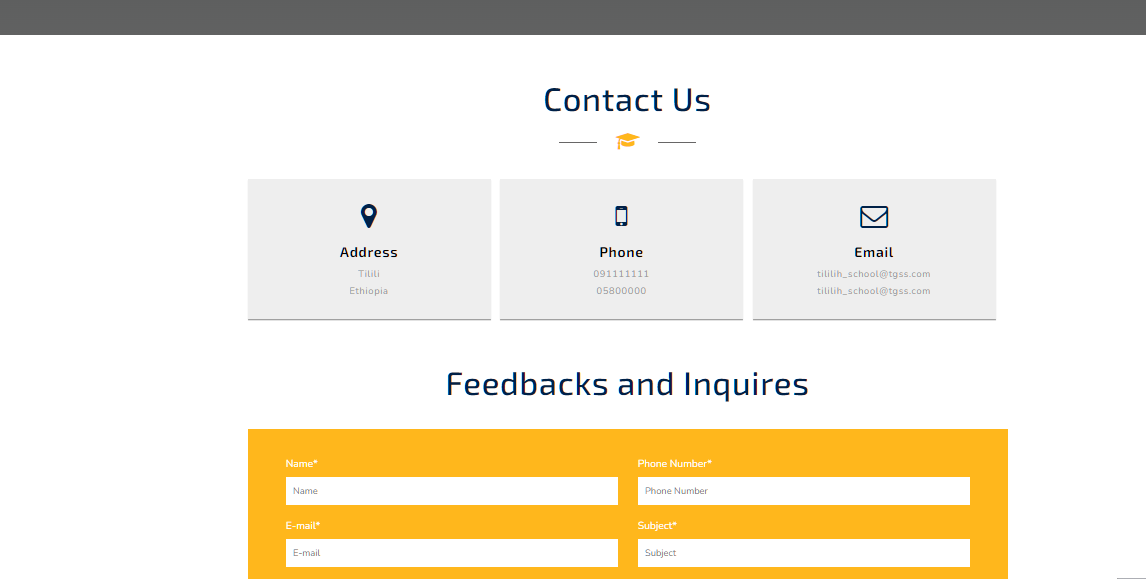 Contact Us
Address
Tilili
Ethiopia
Phone
091111111
05800000
Email
tililih_school@tgss.com
tililih_school@tgss.com
Feedbacks and Inquires
Name*
Name
Phone Number*
Phone Number
E-mail*
E-mail
Subject*
Subject